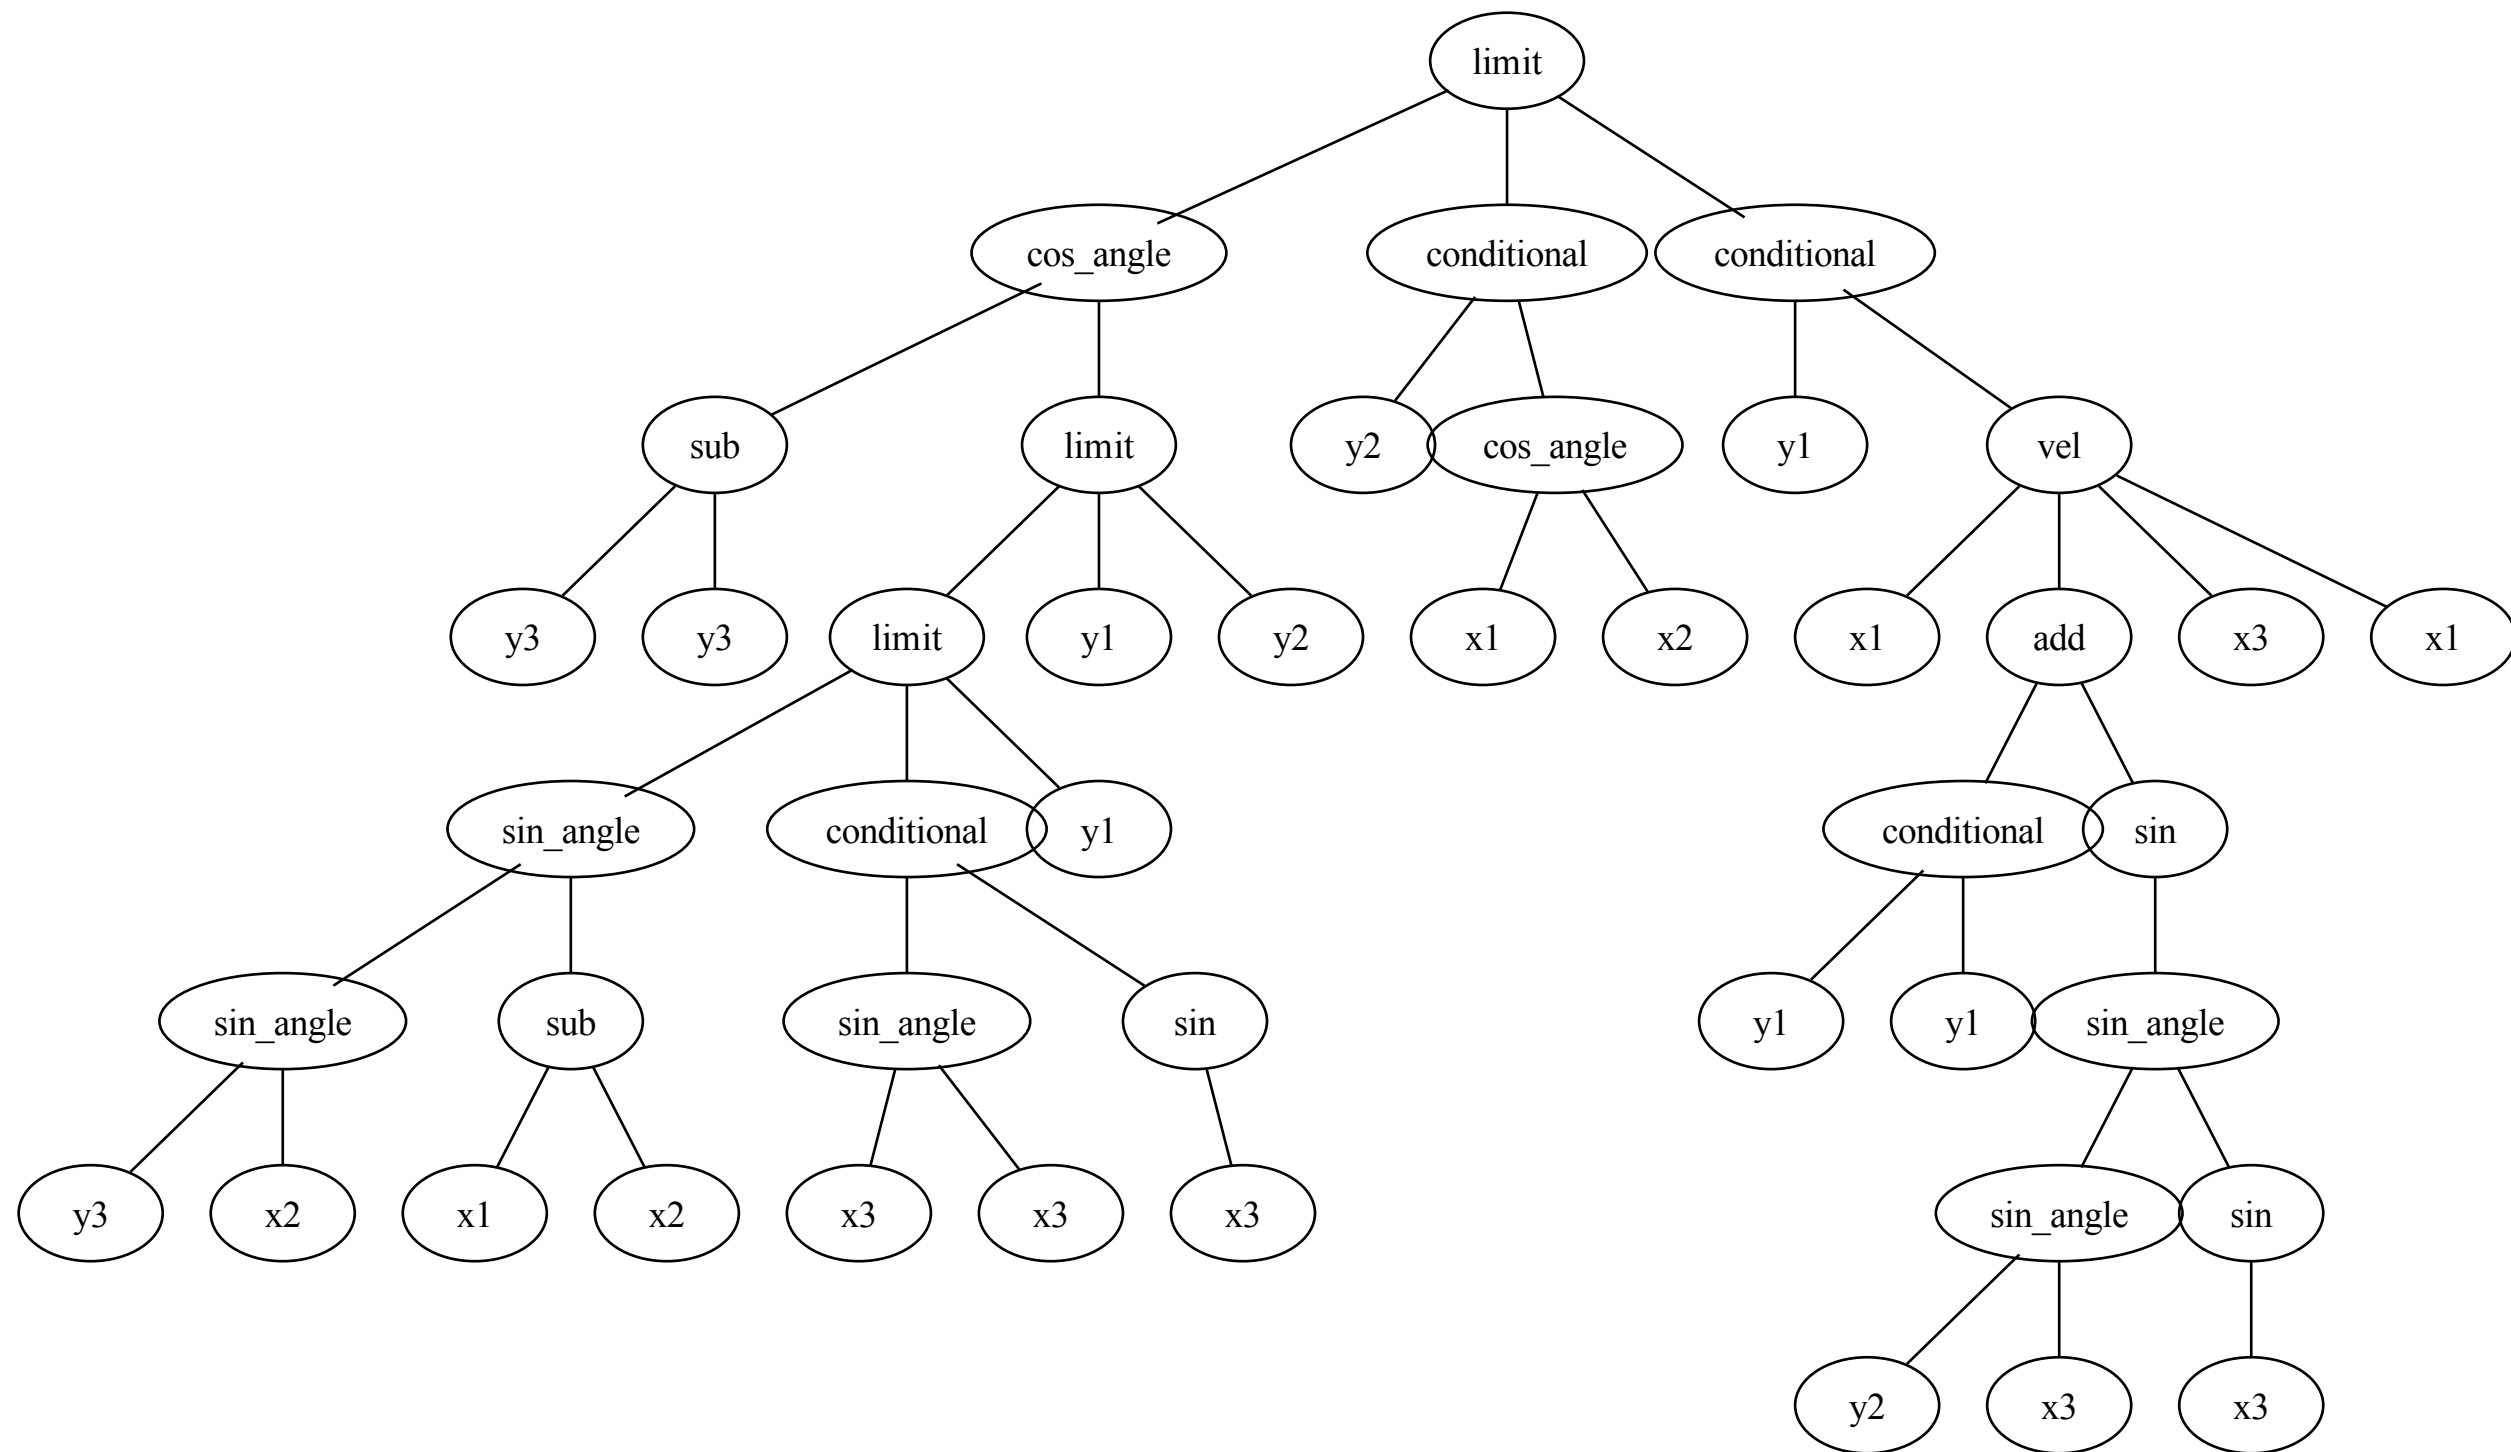 limit
cos_angle conditional conditional
sub limit y2 cos_angle y1 vel
y3 y3 limit y1 y2 x1 x2 x1 add x3 x1
sin_angle conditional y1 conditional sin
sin_angle sub sin_angle sin y1 y1 sin_angle
y3 x2 x1 x2 x3 x3 x3 sin_angle sin
y2 x3 x3